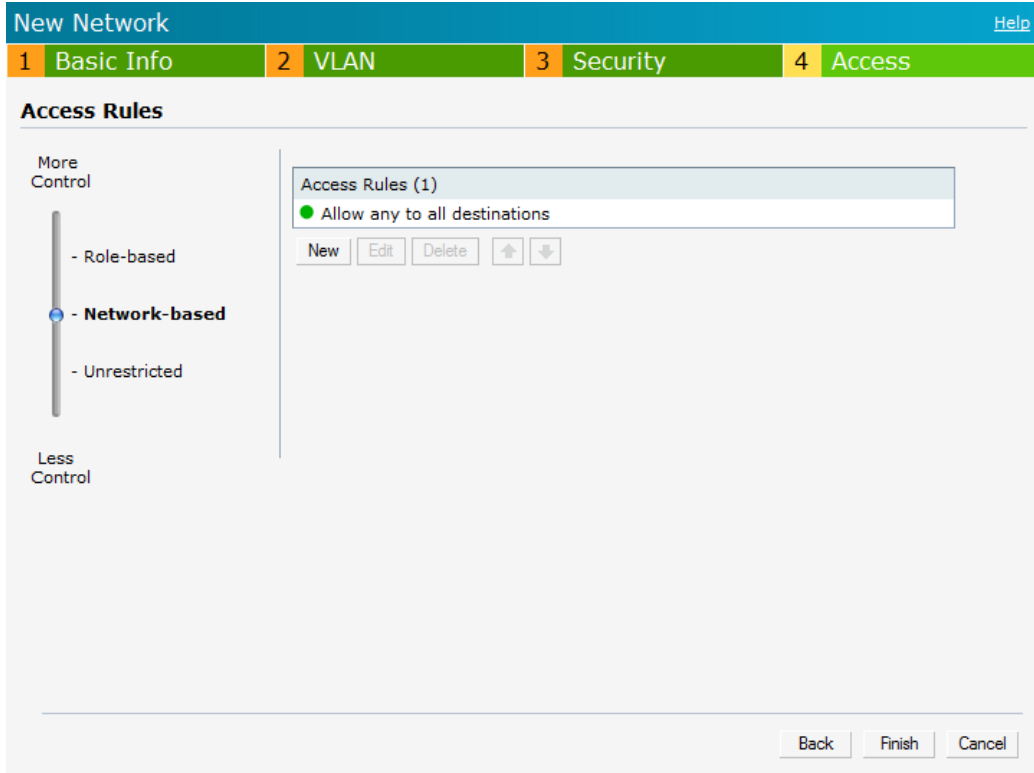 New Network Help
1 Basic Info 2 VLAN 3 Security 4 Access
Access Rules
More
Control
- Role-based
- Network-based
- Unrestricted
Less
Control
Access Rules (1)
Allow any to all destinations
New Edit Delete
Back Finish Cancel